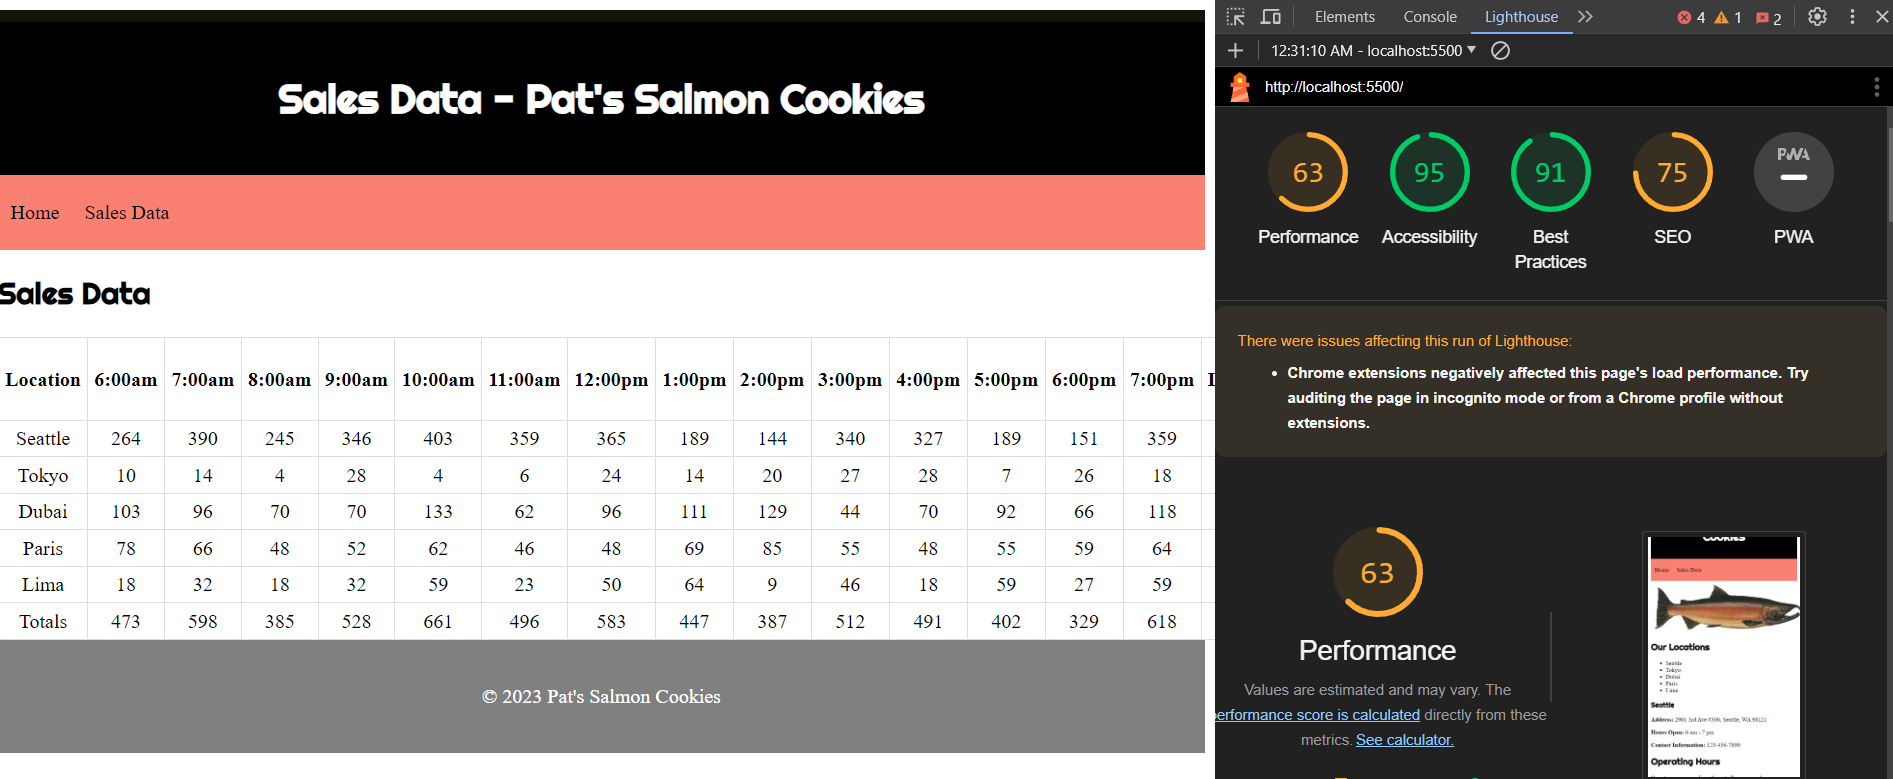 Sales Data - Pat's Salmon Cookies
Home Sales Data
Sales Data
Location 6:00am 7:00am 8:00am 9:00am 10:00am 11:00am 12:00pm 1:00pm 2:00pm 3:00pm 4:00pm 5:00pm 6:00pm 7:00pm
Seattle 264 390 245 346 403 359 365 189 144 340 327 189 151 359
Tokyo 10 14 4 28 4 6 24 14 20 27 28 7 26 18
Dubai 103 96 70 70 133 62 96 111 129 44 70 92 66 118
Paris 78 66 48 52 62 46 48 69 85 55 48 55 59 64
Lima 18 32 18 32 59 23 50 64 9 46 18 59 27 59
Totals 473 598 385 528 661 496 583 447 387 512 491 402 329 618
© 2023 Pat's Salmon Cookies
Elements Console Lighthouse 4 1 2
12:31:10 AM - localhost:5500
http://localhost:5500/
63 95 91 75 PWA
Performance Accessibility Best Practices SEO PWA
There were issues affecting this run of Lighthouse:
• Chrome extensions negatively affected this page's load performance. Try
auditing the page in incognito mode or from a Chrome profile without
extensions.
63
Performance
Values are estimated and may vary. The
performance score is calculated directly from these
metrics. See calculator.
Cookies
Home Sales Data
Our Locations
• Seattle
• Tokyo
• Dubai
• Paris
• Lima
Seattle
Address: 2901 3rd Ave #300, Seattle, WA 98121
Hours Open: 6 am - 7 pm
Contact Information: 123-456-7890
Operating Hours